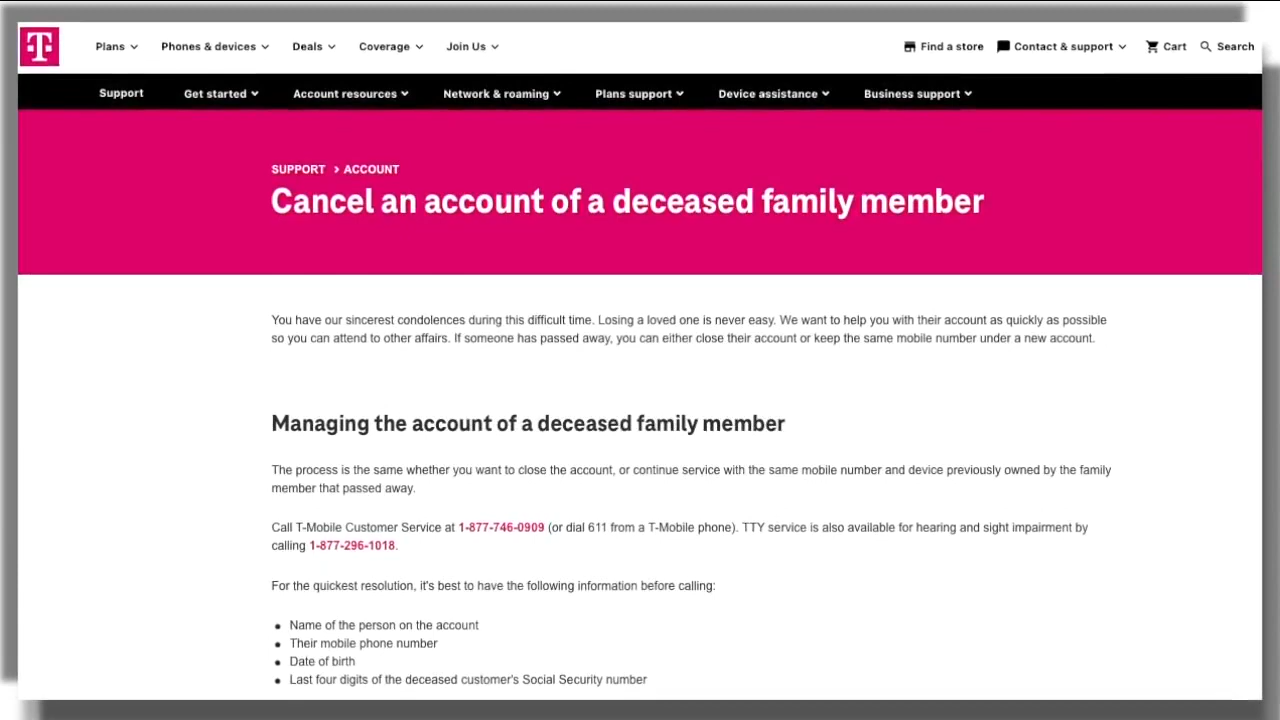 T
Plans Phones & devices Deals Coverage Join Us Find a store Contact & support Cart Search
Support Get started Account resources Network & roaming Plans support Device assistance Business support
SUPPORT > ACCOUNT
Cancel an account of a deceased family member
You have our sincerest condolences during this difficult time. Losing a loved one is never easy. We want to help you with their account as quickly as possible
so you can attend to other affairs. If someone has passed away, you can either close their account or keep the same mobile number under a new account.
Managing the account of a deceased family member
The process is the same whether you want to close the account, or continue service with the same mobile number and device previously owned by the family
member that passed away.
Call T-Mobile Customer Service at 1-877-746-0909 (or dial 611 from a T-Mobile phone). TTY service is also available for hearing and sight impairment by
calling 1-877-296-1018.
For the quickest resolution, it's best to have the following information before calling:
• Name of the person on the account
• Their mobile phone number
• Date of birth
• Last four digits of the deceased customer's Social Security number